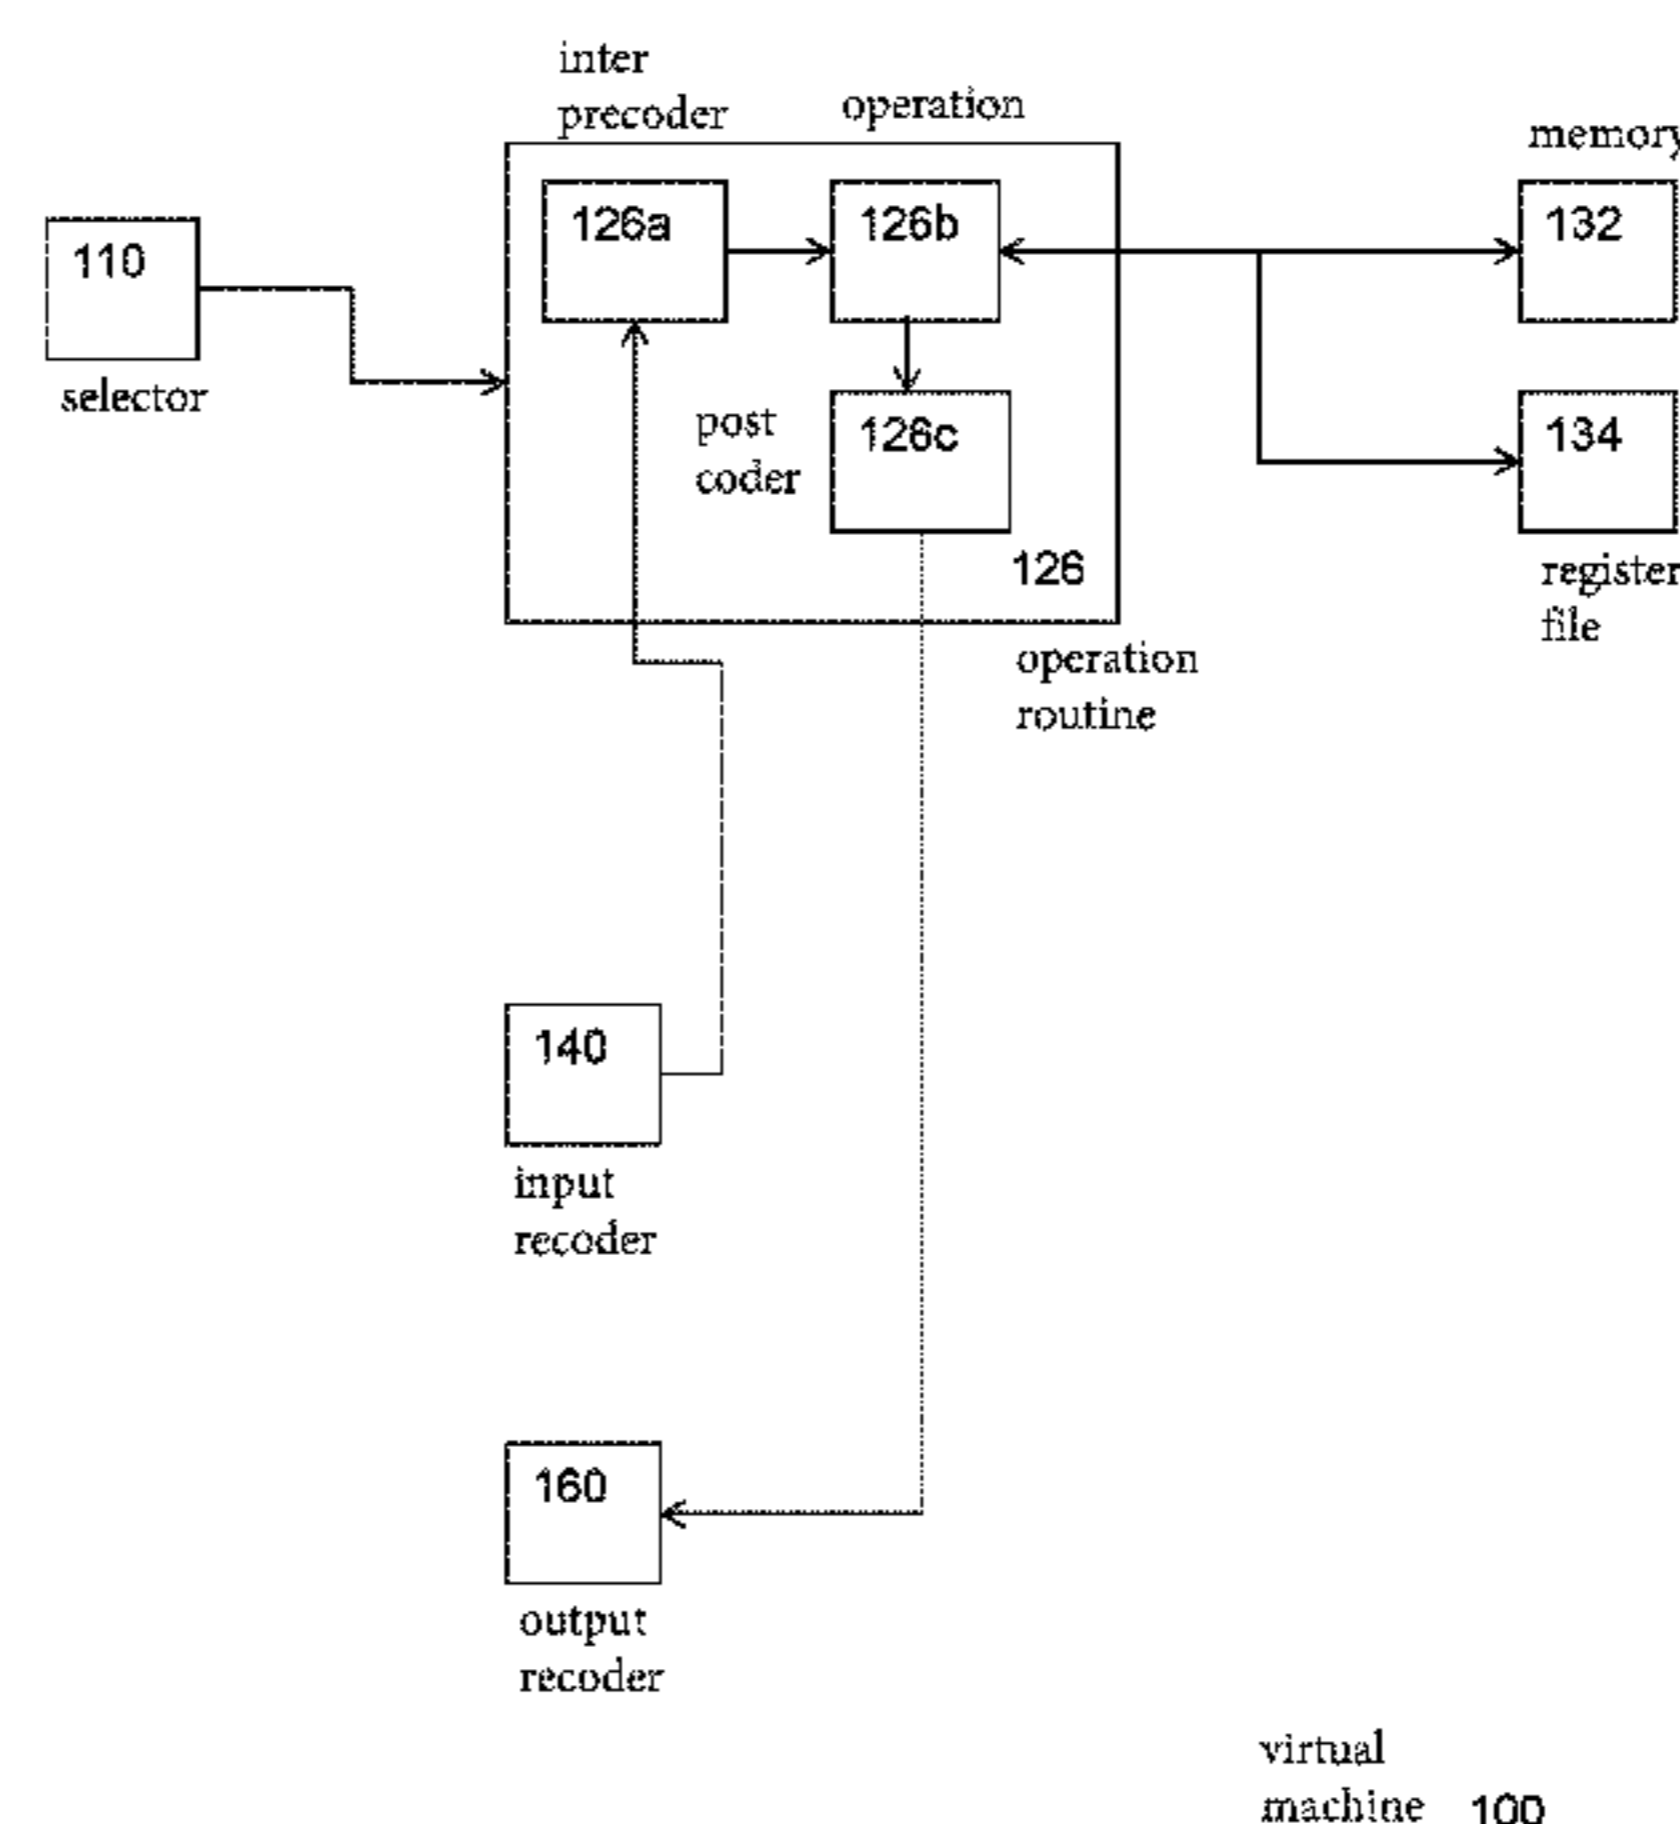 inter
precoder
operation
memory
126a
126b
132
110
selector
post
coder
126c
134
126
register
file
operation
routine
140
input
recoder
160
output
recoder
virtual
machine 100